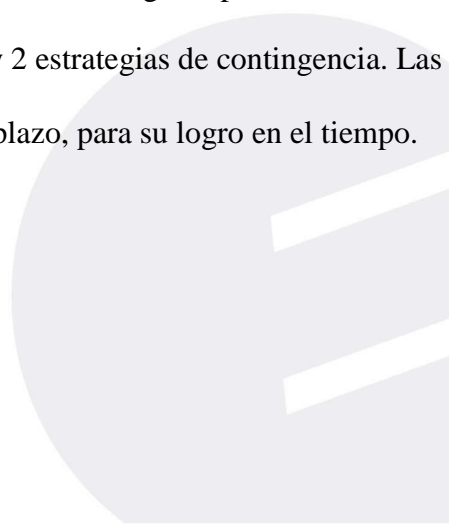 y 2 estrategias de contingencia. Las
plazo, para su logro en el tiempo.